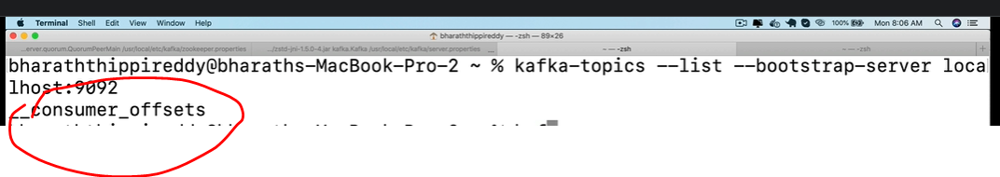 Terminal Shell Edit View Window Help 100% Mon 8:06 AM
bhararththippireddy — -zsh — 89×26
...erver.quorum.QuorumPeerMain /usr/local/etc/kafka/zookeeper.properties .../zstd-jni-1.5.0-4.jar kafka.Kafka /usr/local/etc/kafka/server.properties ... ~ — -zsh ~ — -zsh
bharaththippireddy@bharaths-MacBook-Pro-2 ~ % kafka-topics --list --bootstrap-server loca
lhost:9092
__consumer_offsets